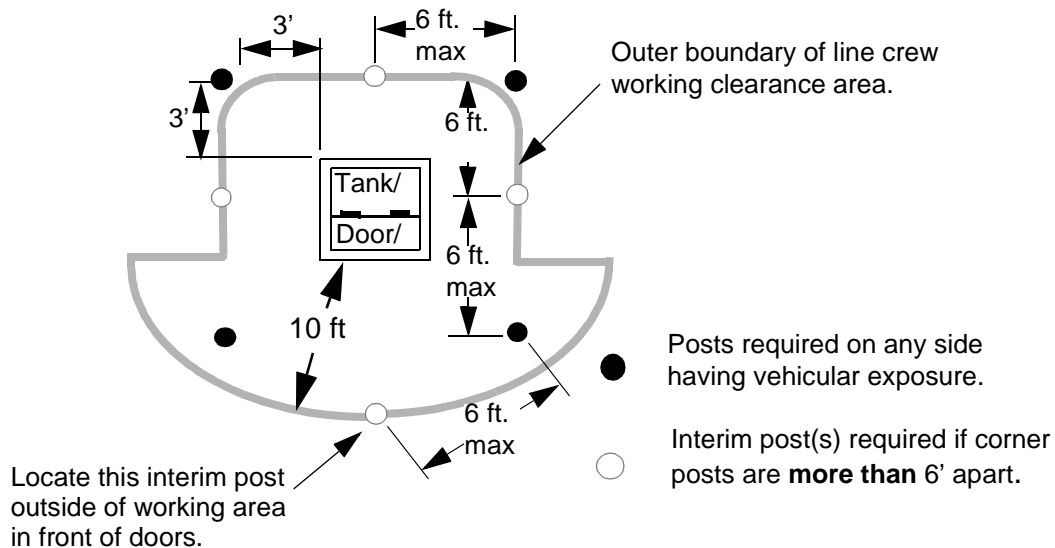 3’
6 ft.
max
Outer boundary of line crew
working clearance area.
3’
6 ft.
Tank/
Door/
6 ft.
max
10 ft
Posts required on any side
having vehicular exposure.
6 ft.
max
Interim post(s) required if corner
posts are more than 6’ apart.
Locate this interim post
outside of working area
in front of doors.